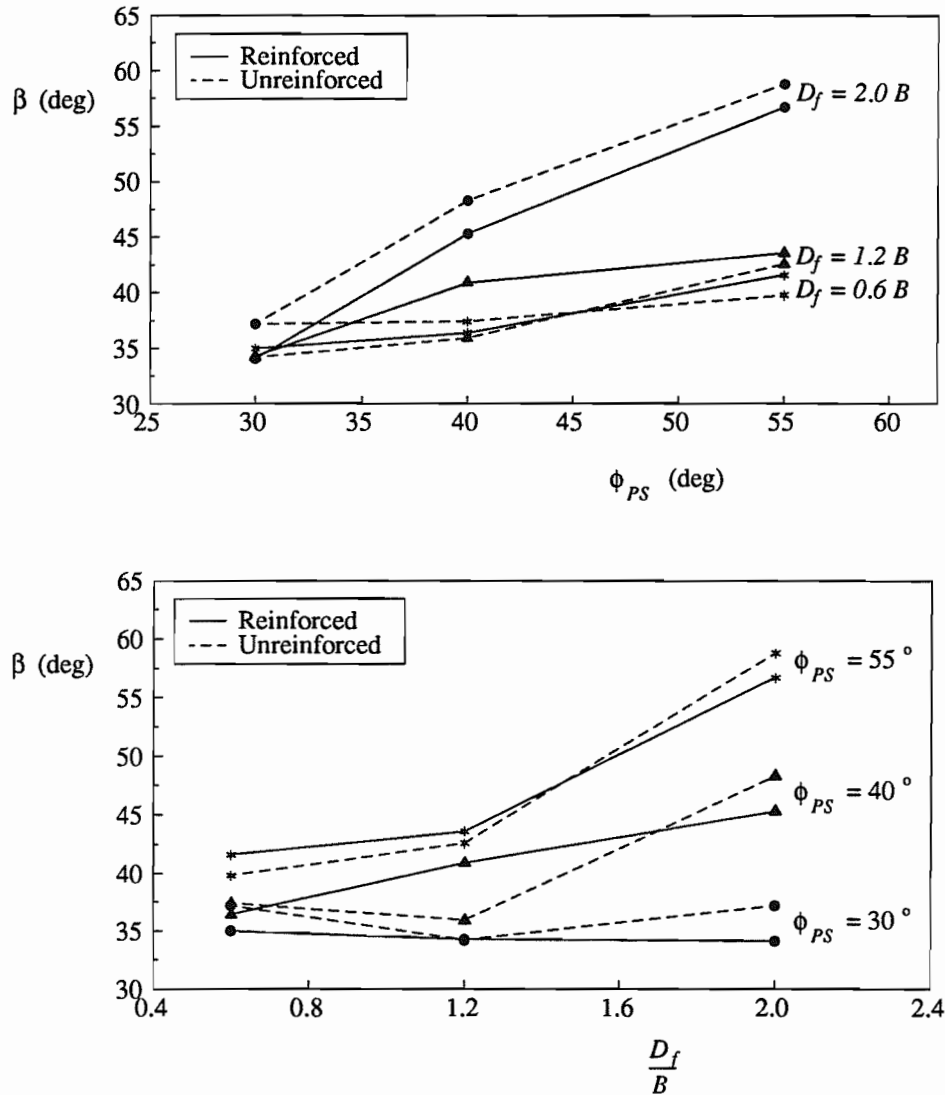 65
60
55
50
45
40
35
30
β (deg)
Reinforced
Unreinforced
D_f = 2.0 B
D_f = 1.2 B
D_f = 0.6 B
25 30 35 40 45 50 55 60
ϕ_PS (deg)
65
60
55
50
45
40
35
30
β (deg)
Reinforced
Unreinforced
ϕ_PS = 55 °
ϕ_PS = 40 °
ϕ_PS = 30 °
0.4 0.8 1.2 1.6 2.0 2.4
D_f
B